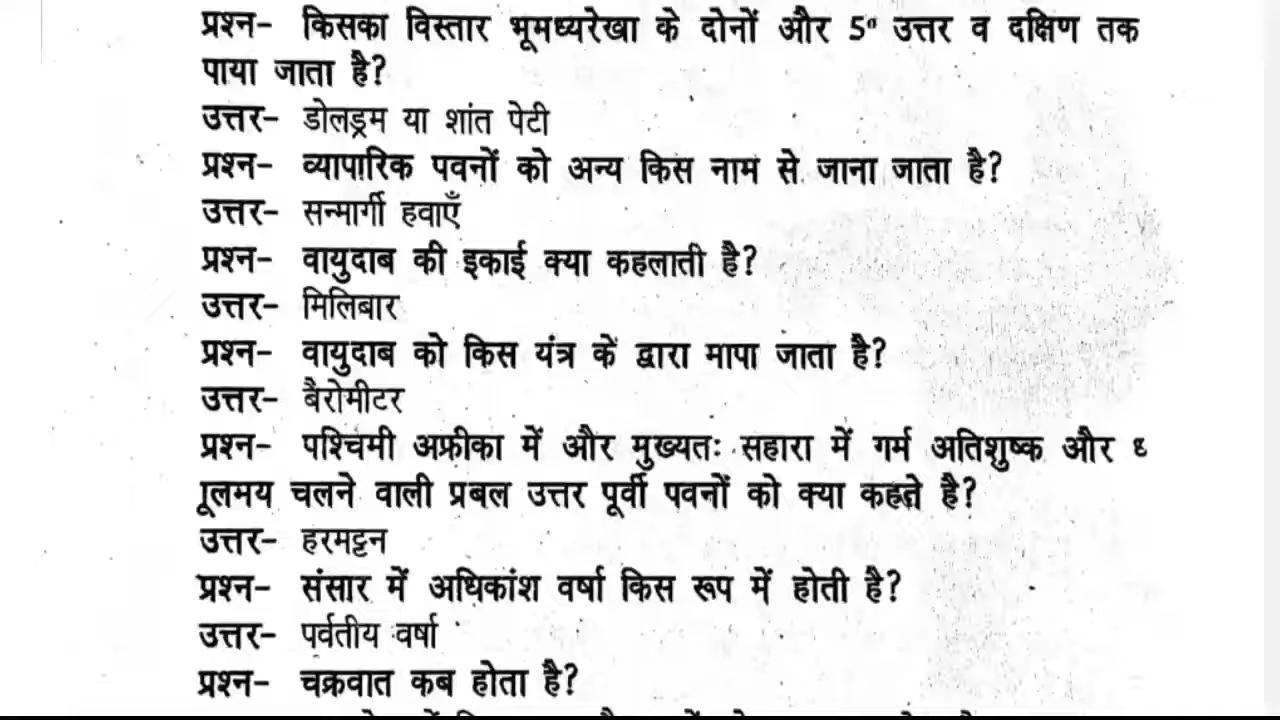 प्रश्न- किसका विस्तार भूमध्यरेखा के दोनों और 5° उत्तर व दक्षिण तक
पाया जाता है?
उत्तर- डोलड्रम या शांत पेटी
प्रश्न- व्यापारिक पवनों को अन्य किस नाम से जाना जाता है?
उत्तर- सन्मार्गी हवाएँ
प्रश्न- वायुदाब की इकाई क्या कहलाती है?
उत्तर- मिलिबार
प्रश्न- वायुदाब को किस यंत्र के द्वारा मापा जाता है?
उत्तर- बैरोमीटर
प्रश्न- पश्चिमी अफ्रीका में और मुख्यतः सहारा में गर्म अतिशुष्क और ध
ूलमय चलने वाली प्रबल उत्तर पूर्वी पवनों को क्या कहते है?
उत्तर- हरमट्टन
प्रश्न- संसार में अधिकांश वर्षा किस रूप में होती है?
उत्तर- पर्वतीय वर्षा
प्रश्न- चक्रवात कब होता है?